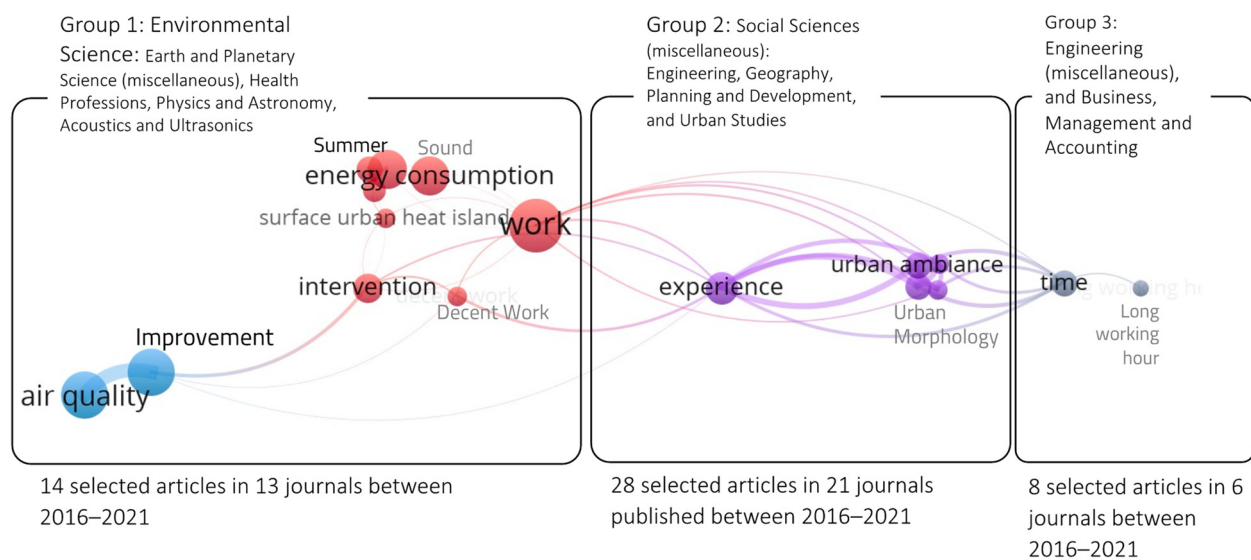 Group 1: Environmental
Science: Earth and Planetary
Science (miscellaneous), Health
Professions, Physics and Astronomy,
Acoustics and Ultrasonics
Group 2: Social Sciences
(miscellaneous):
Engineering, Geography,
Planning and Development,
and Urban Studies
Group 3:
Engineering
(miscellaneous),
and Business,
Management and
Accounting
Summer
Sound
energy consumption
surface urban heat island
work
intervention
decent work
Decent Work
Improvement
air quality
experience
urban ambiance
Urban
Morphology
time
Long
working
hour
14 selected articles in 13 journals between
2016–2021
28 selected articles in 21 journals
published between 2016–2021
8 selected articles in 6
journals between
2016–2021